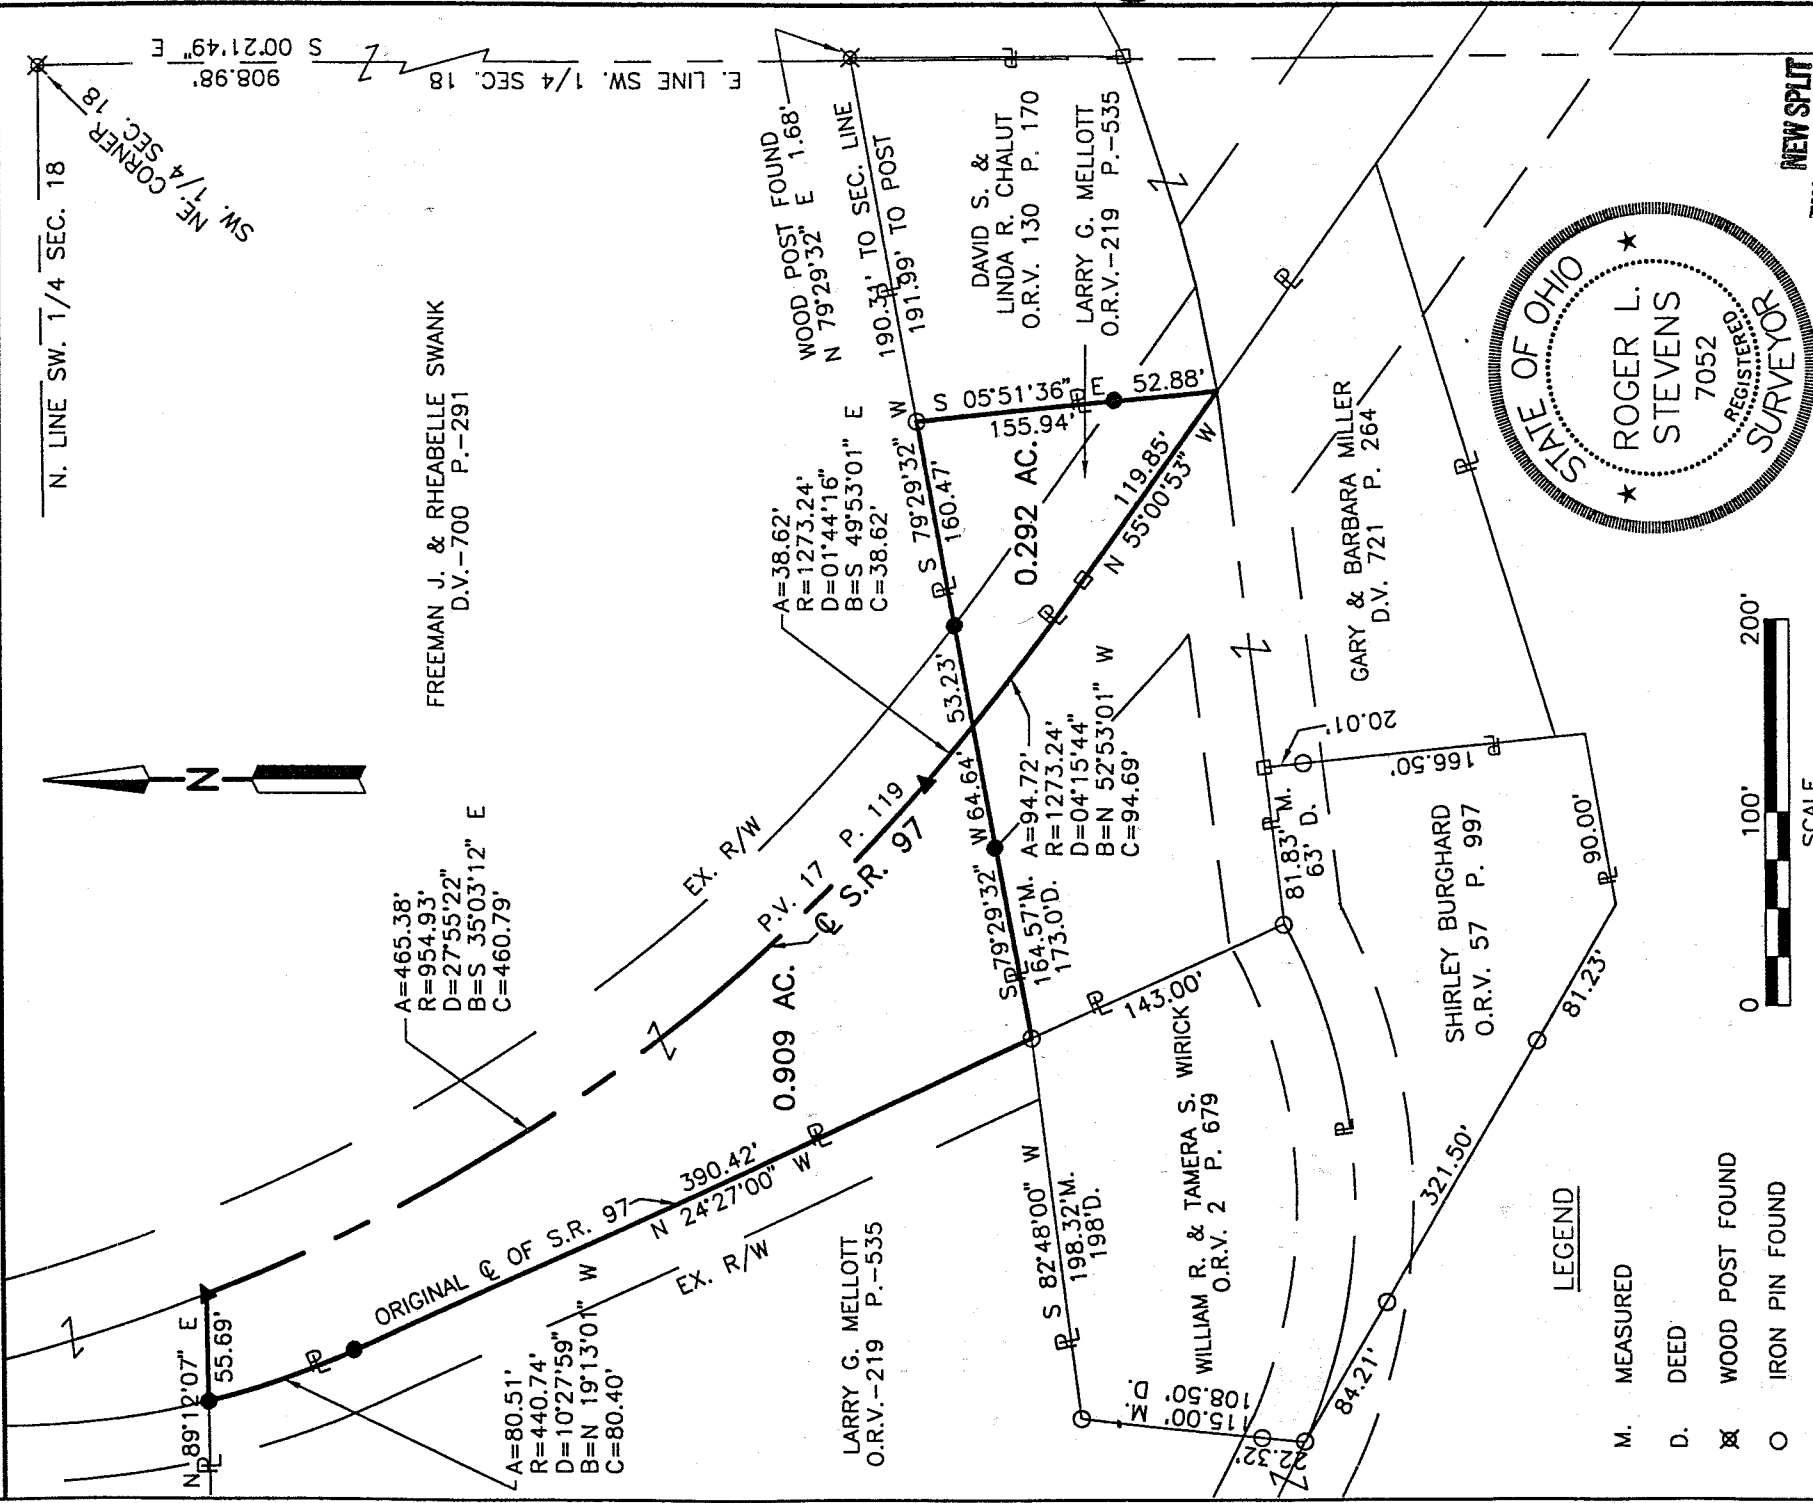 N. LINE SW. 1/4 SEC. 18
NE. CORNER
SW. 1/4
SEC. 18
S 00°21'49" E
908.98'
E. LINE SW. 1/4 SEC. 18
FREEMAN J. & RHEABELLE SWANK
D.V.-700 P.-291
N
WOOD POST FOUND
N 79°29'32" E 1.68'
190.31' TO SEC. LINE
191.99' TO POST
DAVID S. &
LINDA R. CHALUT
O.R.V. 130 P. 170
LARRY G. MELLOTT
O.R.V.-219 P.-535
A=38.62'
R=1273.24'
D=01°44'16"
B=S 49°53'01" E
C=38.62'
S 79°29'32" W
160.47'
S 05°51'36" E
155.94'
52.88'
0.292 AC.
119.85'
N 55°00'53" W
53.23'
64.64'
A=465.38'
R=954.93'
D=27°55'22"
B=S 35°03'12" E
C=460.79'
EX. R/W
P.V. 17 P. 119
℄ S.R. 97
0.909 AC.
S 79°29'32" W
164.57'M.
173.0'D.
A=94.72'
R=1273.24'
D=04°15'44"
B=N 52°53'01" W
C=94.69'
N 89°12'07" E
55.69'
ORIGINAL ℄ OF S.R. 97
390.42'
N 24°27'00" W
EX. R/W
A=80.51'
R=440.74'
D=10°27'59"
B=N 19°13'01" W
C=80.40'
LARRY G. MELLOTT
O.R.V.-219 P.-535
S 82°48'00" W
198.32'M.
198'D.
143.00'
WILLIAM R. & TAMERA S. WIRICK
O.R.V. 2 P. 679
115.00' M.
108.50' D.
22.32'
84.21'
321.50'
81.23'
90.00'
81.83' M.
63' D.
20.01'
166.50'
SHIRLEY BURGHARD
O.R.V. 57 P. 997
GARY & BARBARA MILLER
D.V. 721 P. 264
STATE OF OHIO
ROGER L.
STEVENS
7052
REGISTERED
SURVEYOR
NEW SPLIT
0 100' 200'
SCALE
LEGEND
M. MEASURED
D. DEED
WOOD POST FOUND
IRON PIN FOUND